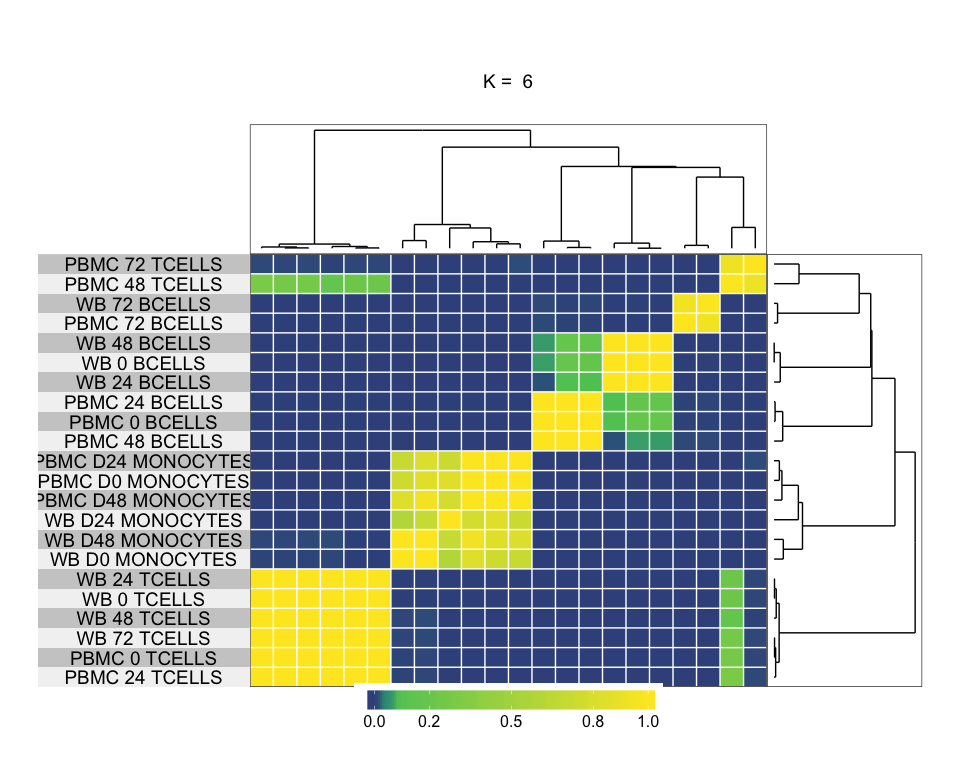 K = 6
PBMC 72 TCELLS
PBMC 48 TCELLS
WB 72 BCELLS
PBMC 72 BCELLS
WB 48 BCELLS
WB 0 BCELLS
WB 24 BCELLS
PBMC 24 BCELLS
PBMC 0 BCELLS
PBMC 48 BCELLS
PBMC D24 MONOCYTES
PBMC D0 MONOCYTES
PBMC D48 MONOCYTES
WB D24 MONOCYTES
WB D48 MONOCYTES
WB D0 MONOCYTES
WB 24 TCELLS
WB 0 TCELLS
WB 48 TCELLS
WB 72 TCELLS
PBMC 0 TCELLS
PBMC 24 TCELLS
0.0 0.2 0.5 0.8 1.0